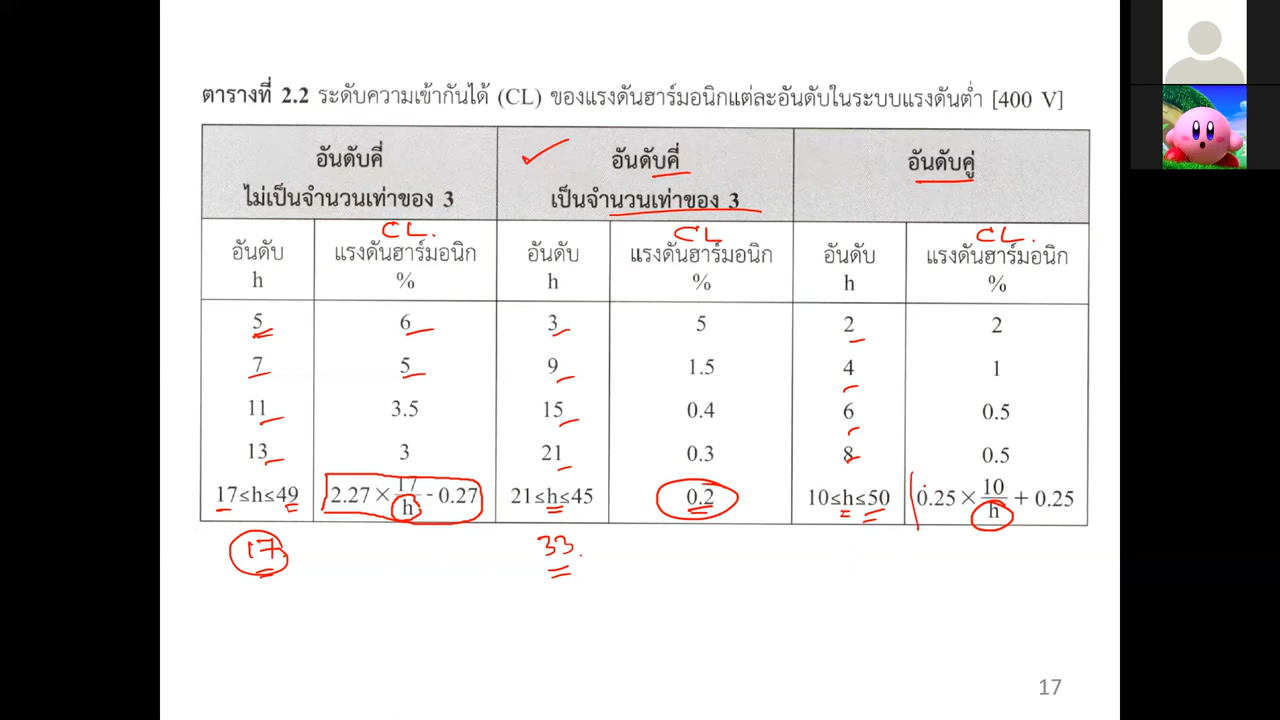 ตารางที่ 2.2 ระดับความเข้ากันได้ (CL) ของแรงดันฮาร์มอนิกแต่ละอันดับในระบบแรงดันต่ำ [400 V]
อันดับคี่ อันดับคี่ อันดับคู่
ไม่เป็นจำนวนเท่าของ 3 เป็นจำนวนเท่าของ 3
CL. CL CL.
อันดับ แรงดันฮาร์มอนิก อันดับ แรงดันฮาร์มอนิก อันดับ แรงดันฮาร์มอนิก
h % h % h %
5 6 3 5 2 2
7 5 9 1.5 4 1
11 3.5 15 0.4 6 0.5
13 3 21 0.3 8 0.5
17≤h≤49 2.27 × 17/h - 0.27 21≤h≤45 0.2 10≤h≤50 0.25 × 10/h + 0.25
17 33.
17